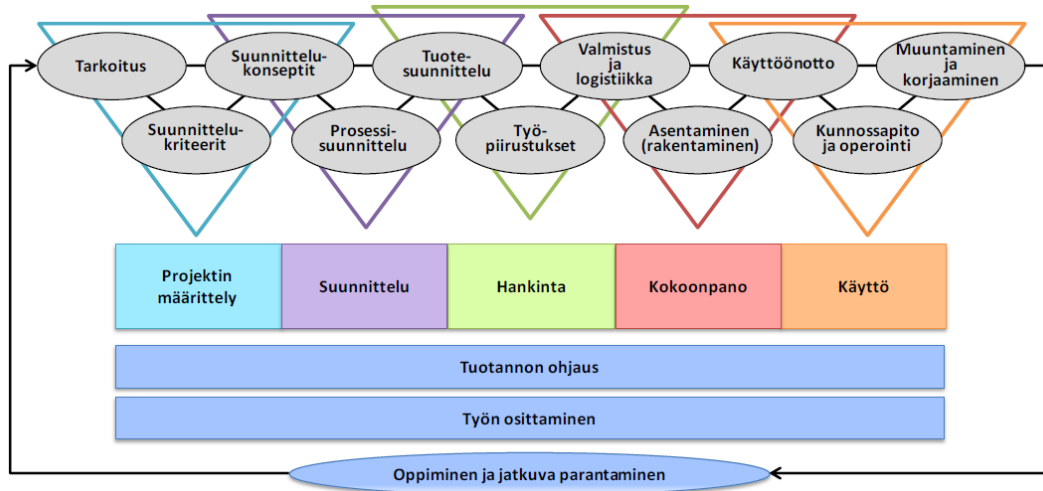 Tarkoitus
Suunnittelu-
konseptit
Tuote-
suunnittelu
Valmistus
ja
logistiikka
Käyttöönotto
Muuntaminen
ja
korjaaminen
Suunnittelu-
kriteerit
Prosessi-
suunnittelu
Työ-
piirustukset
Asentaminen
(rakentaminen)
Kunnossapito
ja operointi
Projektin
määrittely
Suunnittelu
Hankinta
Kokoonpano
Käyttö
Tuotannon ohjaus
Työn osittaminen
Oppiminen ja jatkuva parantaminen